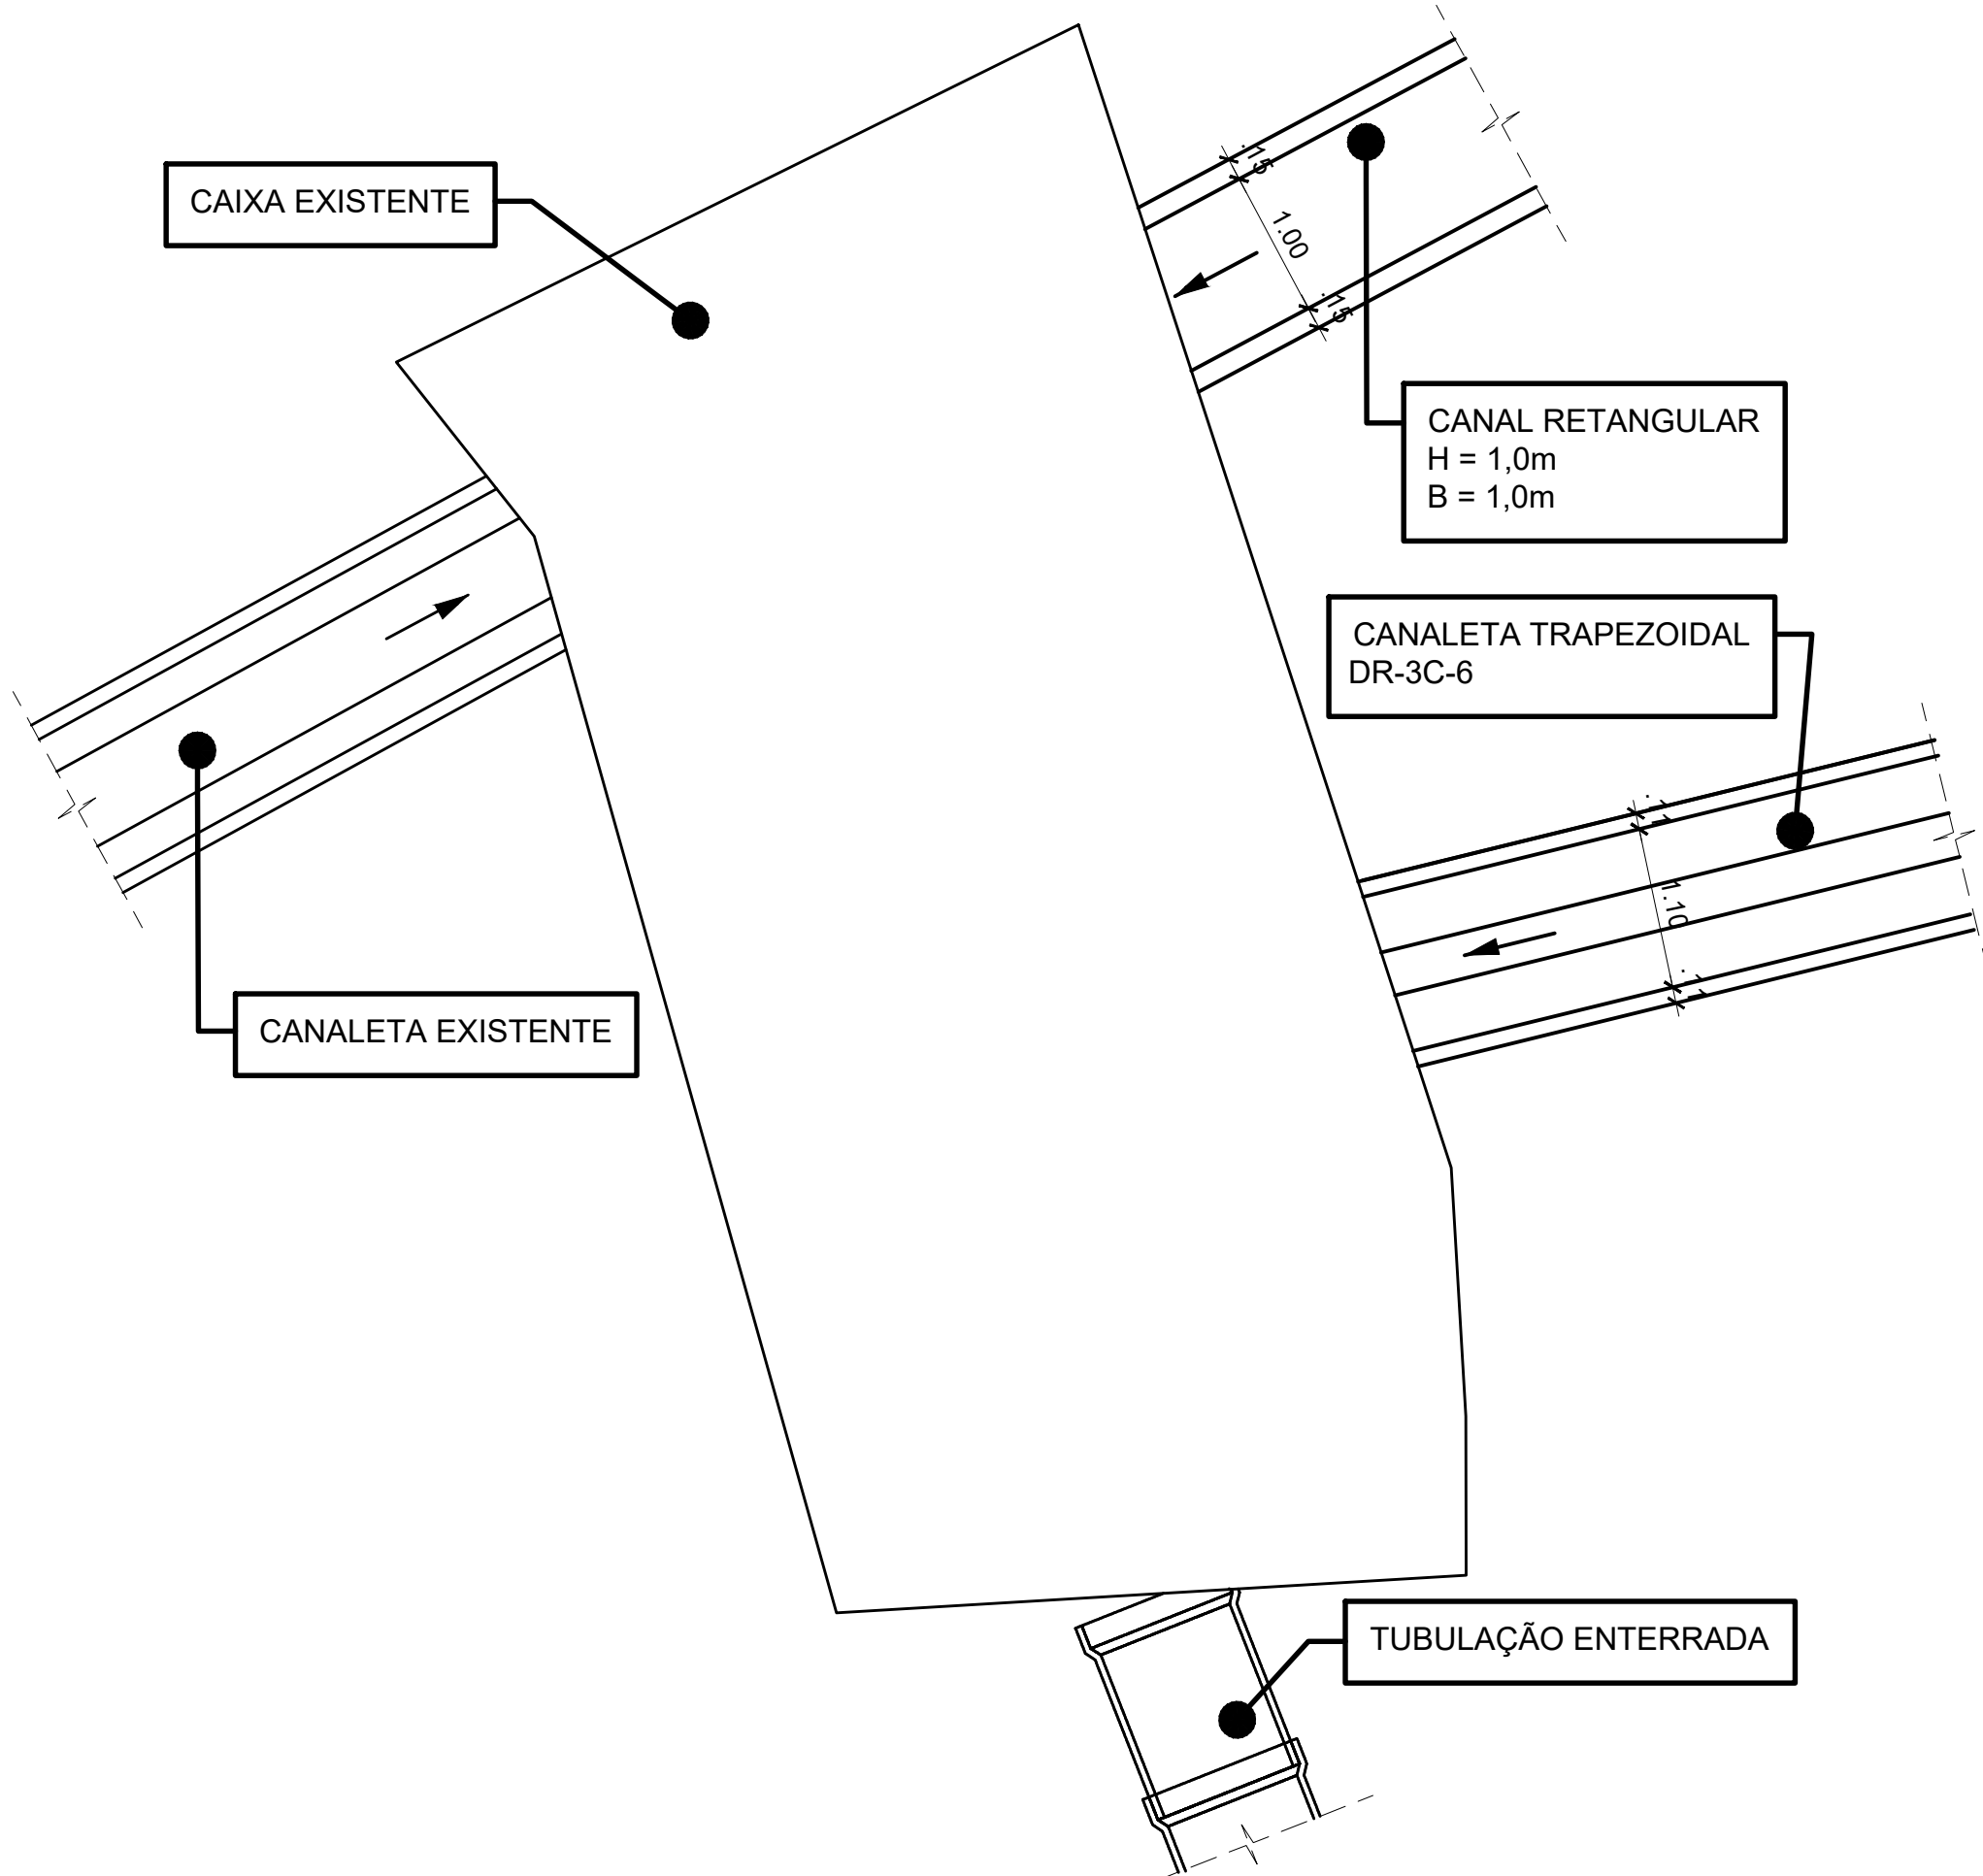 CAIXA EXISTENTE
.15
1.00
.15
CANAL RETANGULAR
H = 1,0m
B = 1,0m
CANALETA TRAPEZOIDAL
DR-3C-6
.1
1.10
.1
CANALETA EXISTENTE
TUBULAÇÃO ENTERRADA